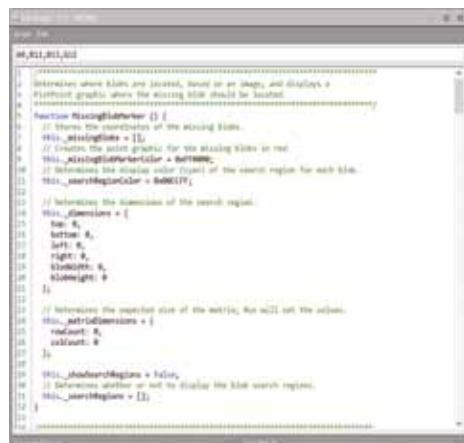 /******************************************************************************
Determines where blobs are located, based on an image, and displays a
PlotPoint graphic where the missing blob should be located.
******************************************************************************/
function MissingBlobMarker () {
// Stores the coordinates of the missing blobs.
this._missingBlobs = [];
// Creates the point graphic for the missing blobs in red.
this._missingBlobMarkerColor = 0xFF0000;
// Determines the display color (cyan) of the search region for each blob.
this._searchRegionColor =
// Determines the dimensions of the search region.
this._dimensions = {
top: 0,
bottom: 0,
left: 0,
right: 0,
blobWidth: 0,
blobHeight: 0
};
// Determines the expected size of the matrix; Run will set the values.
this._matrixDimensions = {
rowCount: 0,
colCount: 0
};
this._showSearchRegions = false;
// Determines whether or not to display the blob search regions.
this._searchRegions = [];
}
/******************************************************************************